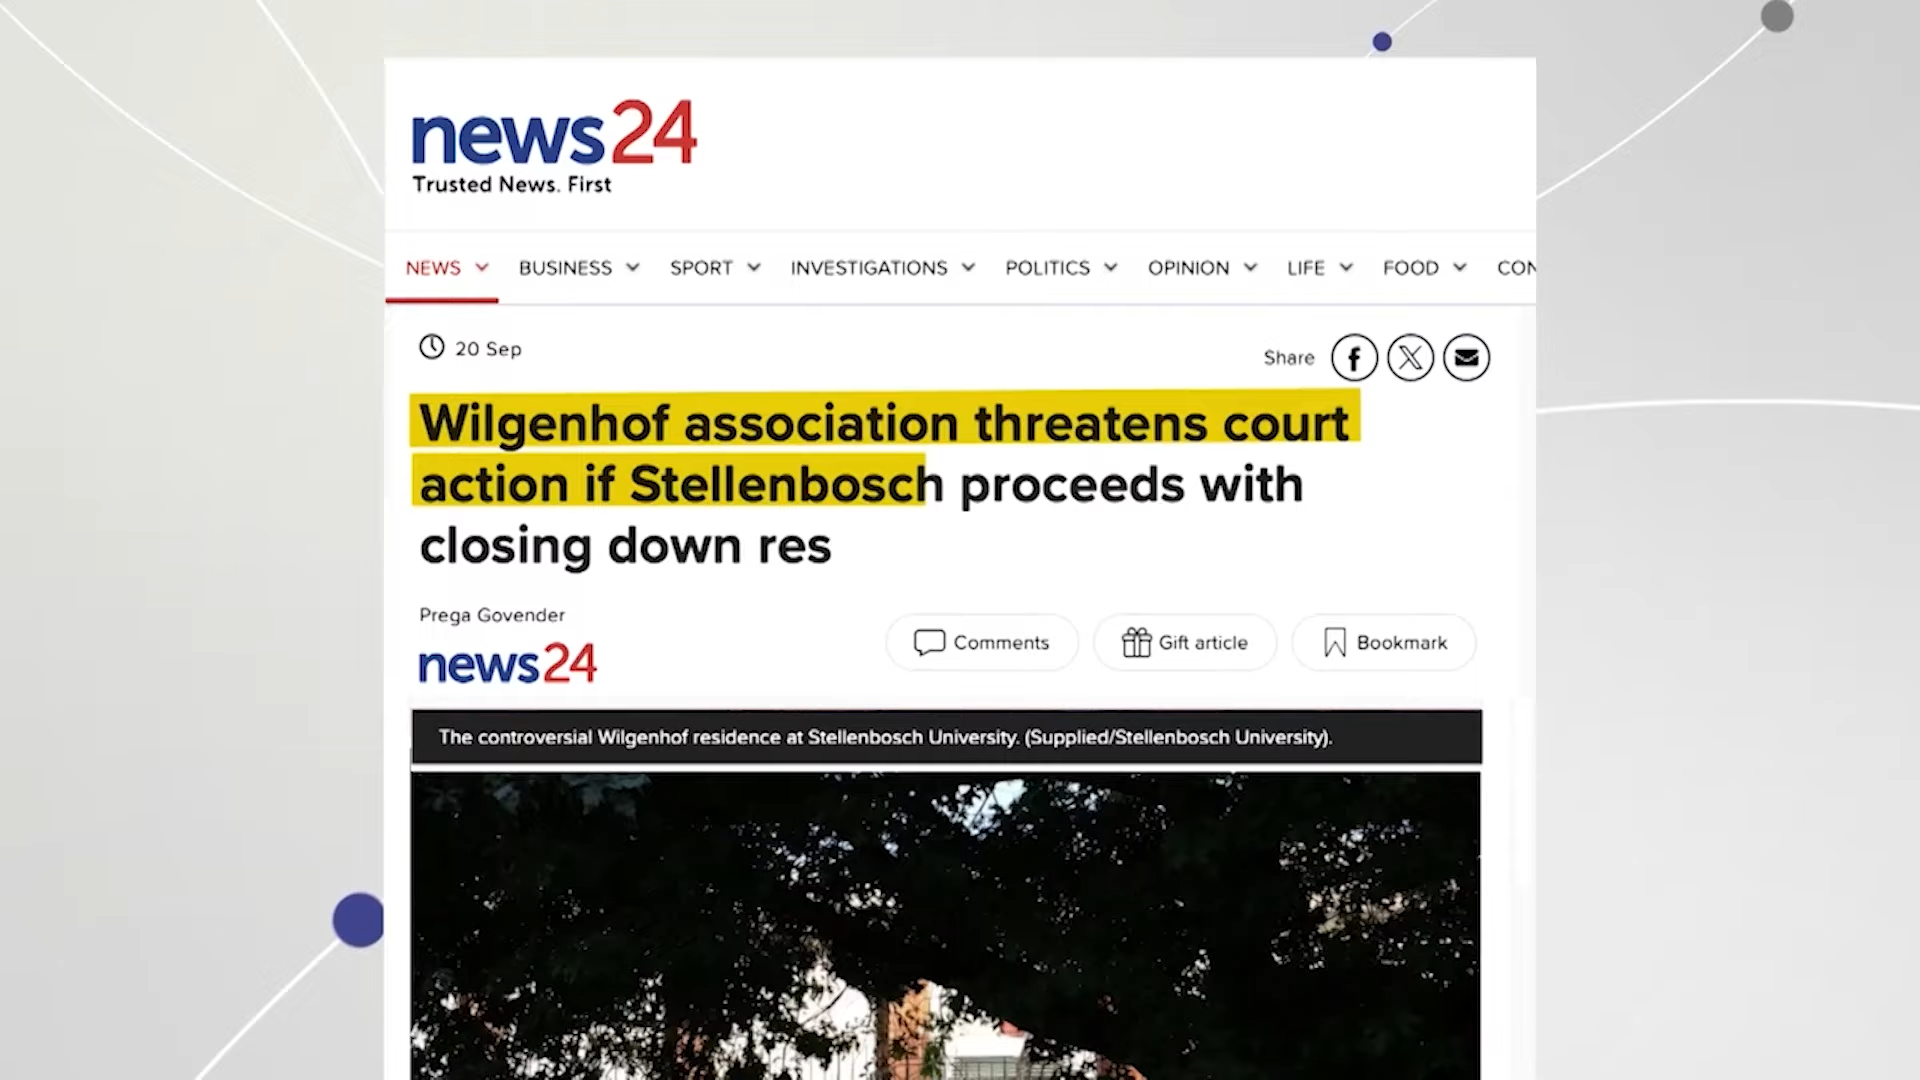 news24
Trusted News. First
NEWS BUSINESS SPORT INVESTIGATIONS POLITICS OPINION LIFE FOOD CON
20 Sep
Share
Wilgenhof association threatens court
action if Stellenbosch proceeds with
closing down res
Prega Govender
news24
Comments Gift article Bookmark
The controversial Wilgenhof residence at Stellenbosch University. (Supplied/Stellenbosch University).